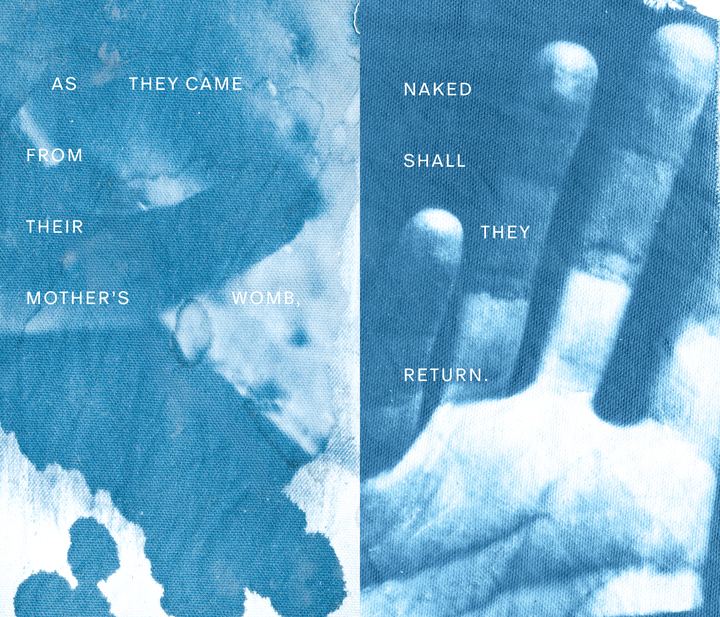 AS THEY CAME
FROM
THEIR
MOTHER'S WOMB,
NAKED
SHALL
THEY
RETURN.